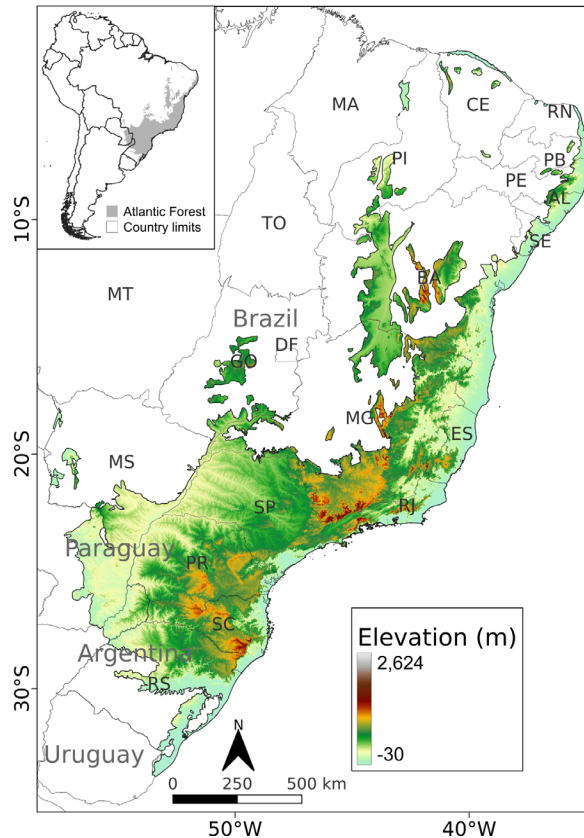 Atlantic Forest
Country limits
MA
CE
RN
PI
PB
PE
AL
10°S
TO
SE
BA
MT
Brazil
DF
GO
MG
ES
20°S
MS
SP
RJ
Paraguay
PR
SC
Argentina
RS
30°S
Uruguay
Elevation (m)
2,624
-30
N
0 250 500 km
50°W 40°W